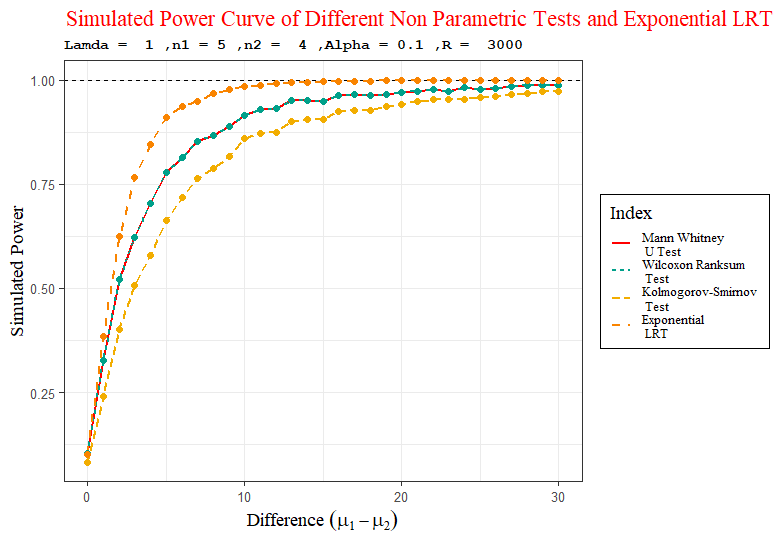 Simulated Power Curve of Different Non Parametric Tests and Exponential LRT
Lamda =  1 ,n1 = 5 ,n2 =  4 ,Alpha = 0.1 ,R =  3000
Simulated Power
1.00
0.75
0.50
0.25
0
10
20
30
Difference (μ₁ − μ₂)
Index
Mann Whitney
U Test
Wilcoxon Ranksum
Test
Kolmogorov-Smirnov
Test
Exponential
LRT